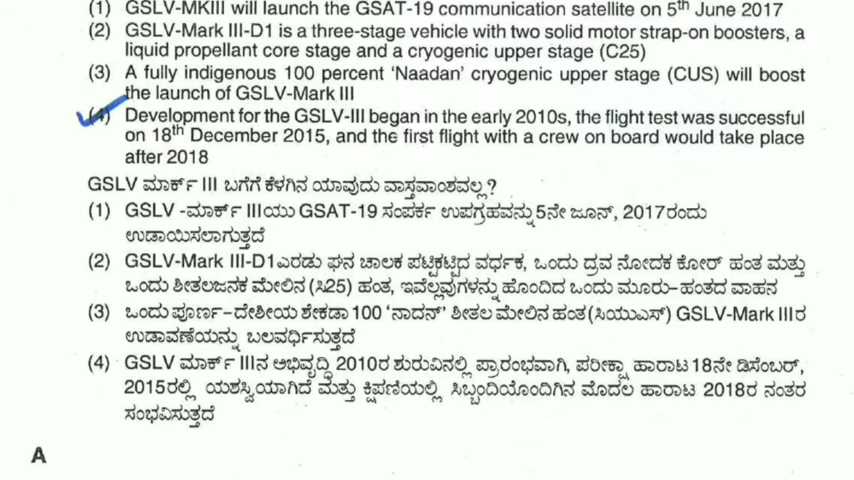 (1) GSLV-MKIII will launch the GSAT-19 communication satellite on 5th June 2017
(2) GSLV-Mark III-D1 is a three-stage vehicle with two solid motor strap-on boosters, a
liquid propellant core stage and a cryogenic upper stage (C25)
(3) A fully indigenous 100 percent 'Naadan' cryogenic upper stage (CUS) will boost
the launch of GSLV-Mark III
(4) Development for the GSLV-III began in the early 2010s, the flight test was successful
on 18th December 2015, and the first flight with a crew on board would take place
after 2018
GSLV ಮಾರ್ಕ್ III ಬಗೆಗೆ ಕೆಳಗಿನ ಯಾವುದು ವಾಸ್ತವಾಂಶವಲ್ಲ?
(1) GSLV -ಮಾರ್ಕ್ IIIಯು GSAT-19 ಸಂಪರ್ಕ ಉಪಗ್ರಹವನ್ನು 5ನೇ ಜೂನ್, 2017ರಂದು
ಉಡಾಯಿಸಲಾಗುತ್ತದೆ
(2) GSLV-Mark III-D1ಎರಡು ಘನ ಚಾಲಕ ಪಟ್ಟಿಕಟ್ಟಿದ ವರ್ಧಕ, ಒಂದು ದ್ರವ ನೋದಕ ಕೋರ್ ಹಂತ ಮತ್ತು
ಒಂದು ಶೀತಲಜನಕ ಮೇಲಿನ (ಸಿ25) ಹಂತ, ಇವೆಲ್ಲವುಗಳನ್ನು ಹೊಂದಿದ ಒಂದು ಮೂರು–ಹಂತದ ವಾಹನ
(3) ಒಂದು ಪೂರ್ಣ–ದೇಶೀಯ ಶೇಕಡಾ 100 'ನಾದನ್' ಶೀತಲ ಮೇಲಿನ ಹಂತ (ಸಿಯುಎಸ್) GSLV-Mark IIIರ
ಉಡಾವಣೆಯನ್ನು ಬಲವರ್ಧಿಸುತ್ತದೆ
(4) GSLV ಮಾರ್ಕ್ IIIನ ಅಭಿವೃದ್ಧಿ 2010ರ ಶುರುವಿನಲ್ಲಿ ಪ್ರಾರಂಭವಾಗಿ, ಪರೀಕ್ಷಾ ಹಾರಾಟ 18ನೇ ಡಿಸೆಂಬರ್,
2015ರಲ್ಲಿ ಯಶಸ್ವಿಯಾಗಿದೆ ಮತ್ತು ಕ್ಷಿಪಣಿಯಲ್ಲಿ ಸಿಬ್ಬಂದಿಯೊಂದಿಗಿನ ಮೊದಲ ಹಾರಾಟ 2018ರ ನಂತರ
ಸಂಭವಿಸುತ್ತದೆ
A